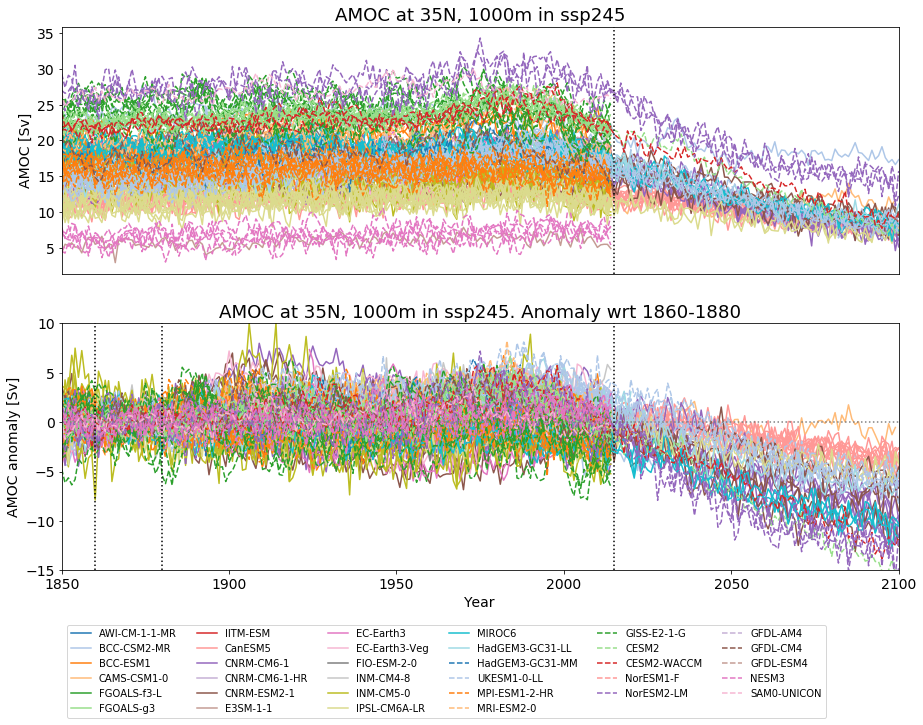 AMOC at 35N, 1000m in ssp245
35
30
25
20
15
10
5
AMOC [Sv]
AMOC at 35N, 1000m in ssp245. Anomaly wrt 1860-1880
10
5
0
−5
−10
−15
AMOC anomaly [Sv]
1850 1900 1950 2000 2050 2100
Year
AWI-CM-1-1-MR IITM-ESM EC-Earth3 MIROC6 GISS-E2-1-G GFDL-AM4
BCC-CSM2-MR CanESM5 EC-Earth3-Veg HadGEM3-GC31-LL CESM2 GFDL-CM4
BCC-ESM1 CNRM-CM6-1 FIO-ESM-2-0 HadGEM3-GC31-MM CESM2-WACCM GFDL-ESM4
CAMS-CSM1-0 CNRM-CM6-1-HR INM-CM4-8 UKESM1-0-LL NorESM1-F NESM3
FGOALS-f3-L CNRM-ESM2-1 INM-CM5-0 MPI-ESM1-2-HR NorESM2-LM SAM0-UNICON
FGOALS-g3 E3SM-1-1 IPSL-CM6A-LR MRI-ESM2-0